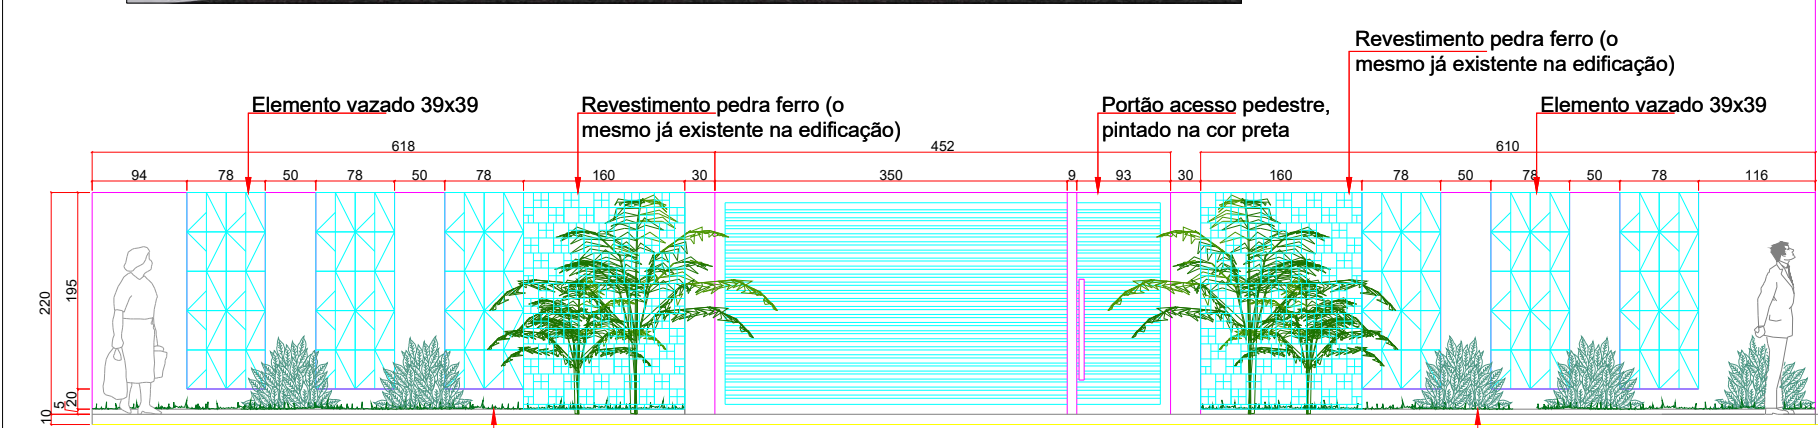 Revestimento pedra ferro (o
mesmo já existente na edificação)
Elemento vazado 39x39
Revestimento pedra ferro (o
mesmo já existente na edificação)
Portão acesso pedestre,
pintado na cor preta
Elemento vazado 39x39
618
452
610
94 78 50 78 50 78 160 30 350 9 93 30 160 78 50 78 50 78 116
220
195
20
5
10